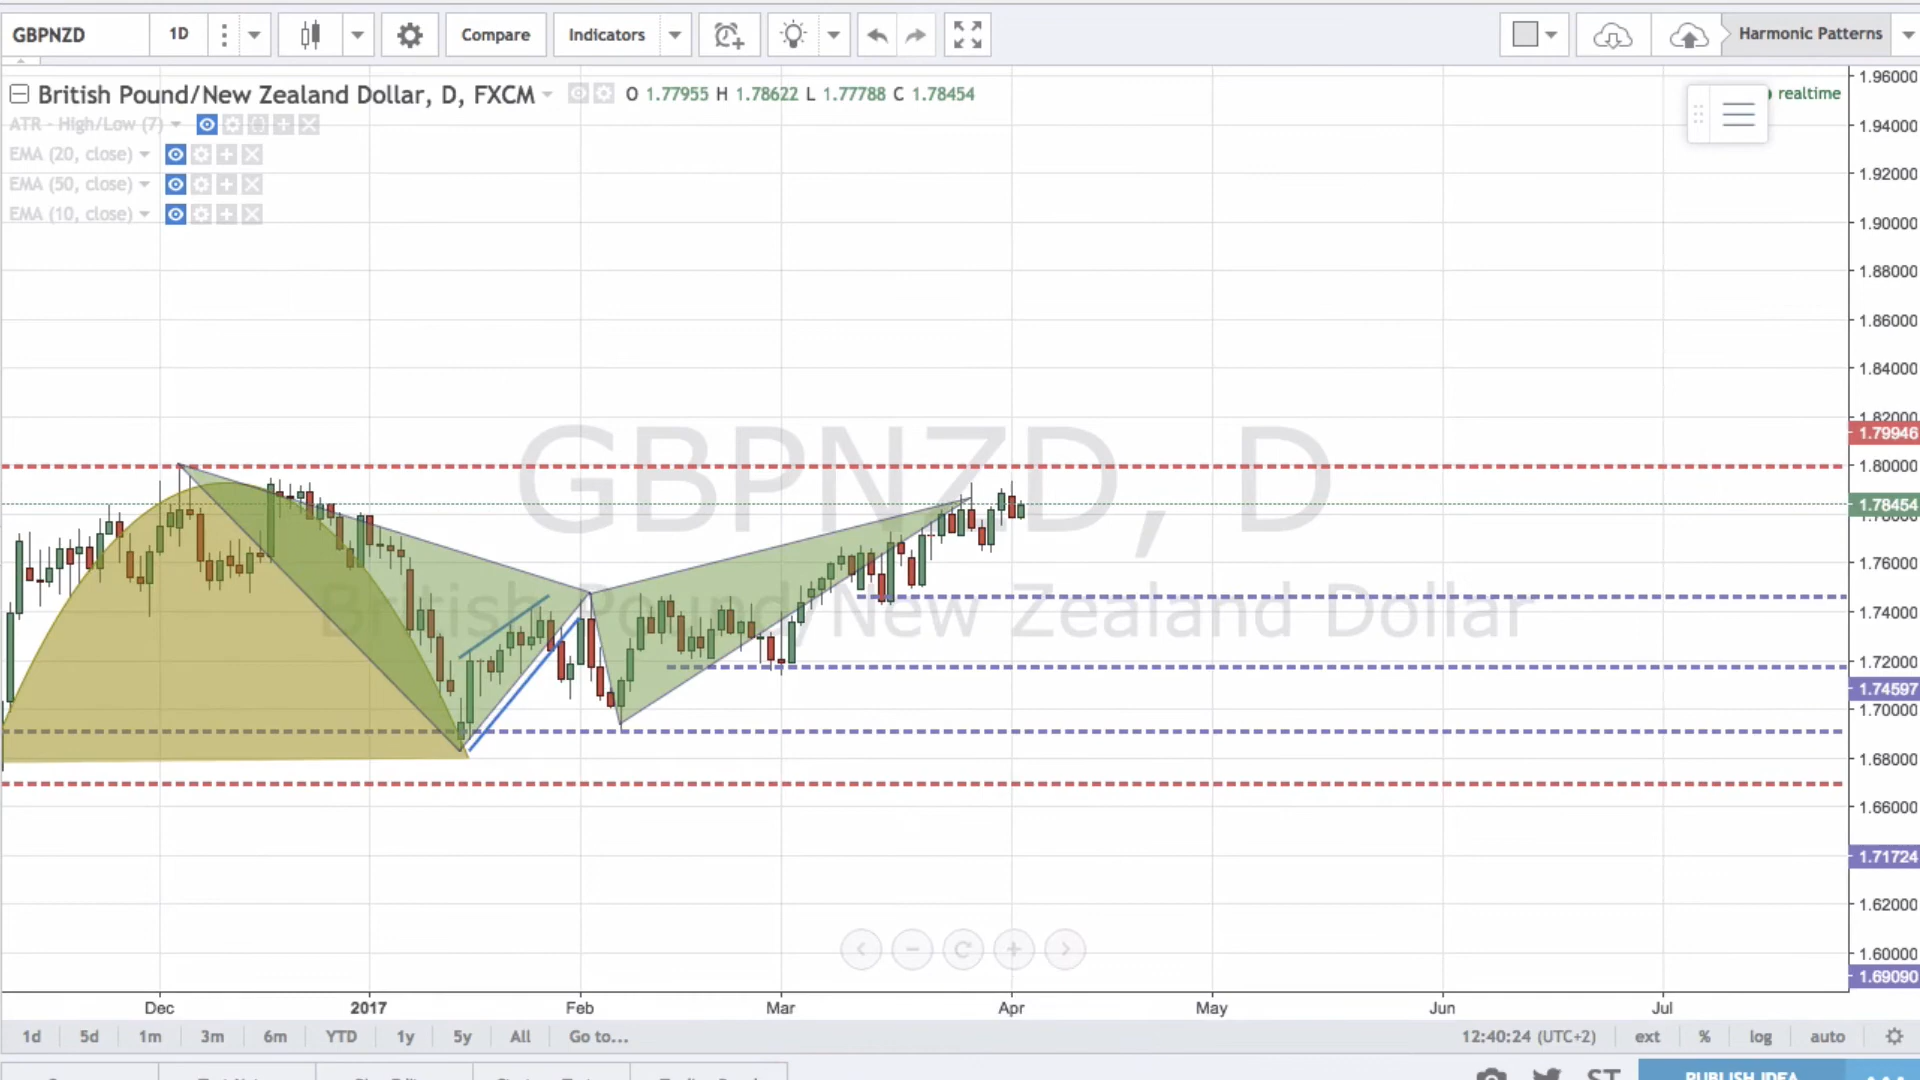 GBPNZD 1D Compare Indicators Harmonic Patterns
British Pound/New Zealand Dollar, D, FXCM O 1.77955 H 1.78622 L 1.77788 C 1.78454 realtime
ATR - High/Low (7)
EMA (20, close)
EMA (50, close)
EMA (10, close)
GBPNZD, D
British Pound/New Zealand Dollar
1.96000
1.94000
1.92000
1.90000
1.88000
1.86000
1.84000
1.82000
1.79946
1.80000
1.78454
1.76000
1.74000
1.72000
1.74597
1.70000
1.68000
1.66000
1.71724
1.62000
1.60000
1.69090
Dec 2017 Feb Mar Apr May Jun Jul
1d 5d 1m 3m 6m YTD 1y 5y All Go to... 12:40:24 (UTC+2) ext % log auto
ST PUBLISH IDEA